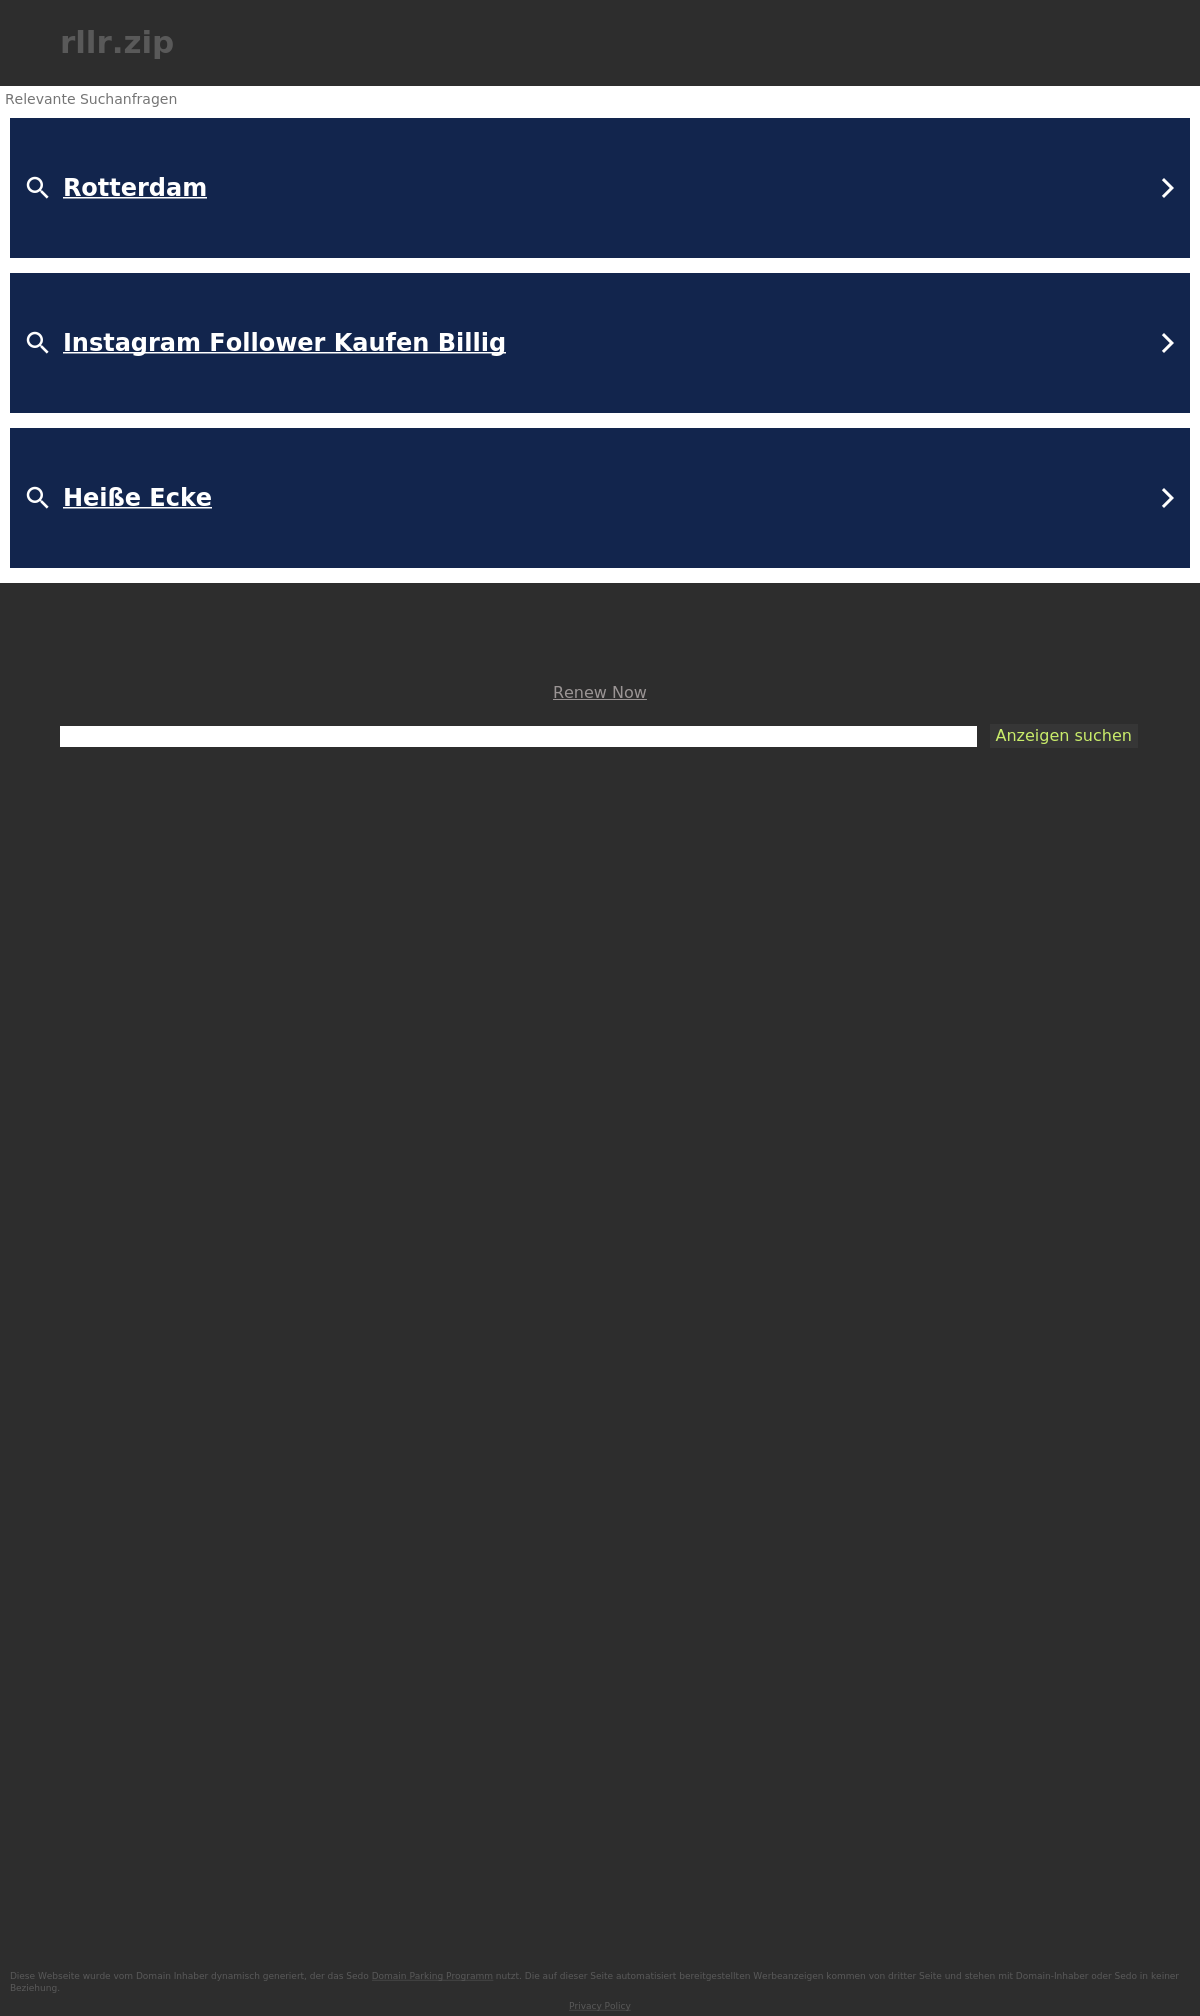 rllr.zip
Relevante Suchanfragen
Rotterdam
Instagram Follower Kaufen Billig
Heiße Ecke
Renew Now
Anzeigen suchen
Diese Webseite wurde vom Domain Inhaber dynamisch generiert, der das Sedo Domain Parking Programm nutzt. Die auf dieser Seite automatisiert bereitgestellten Werbeanzeigen kommen von dritter Seite und stehen mit Domain-Inhaber oder Sedo in keiner
Beziehung.
Privacy Policy